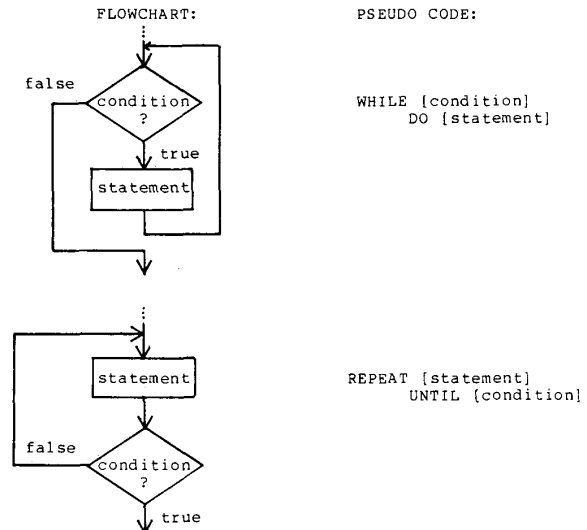 FLOWCHART: PSEUDO CODE:
false
condition
?
WHILE [condition]
DO [statement]
true
statement
statement
REPEAT [statement]
UNTIL [condition]
false
condition
?
true